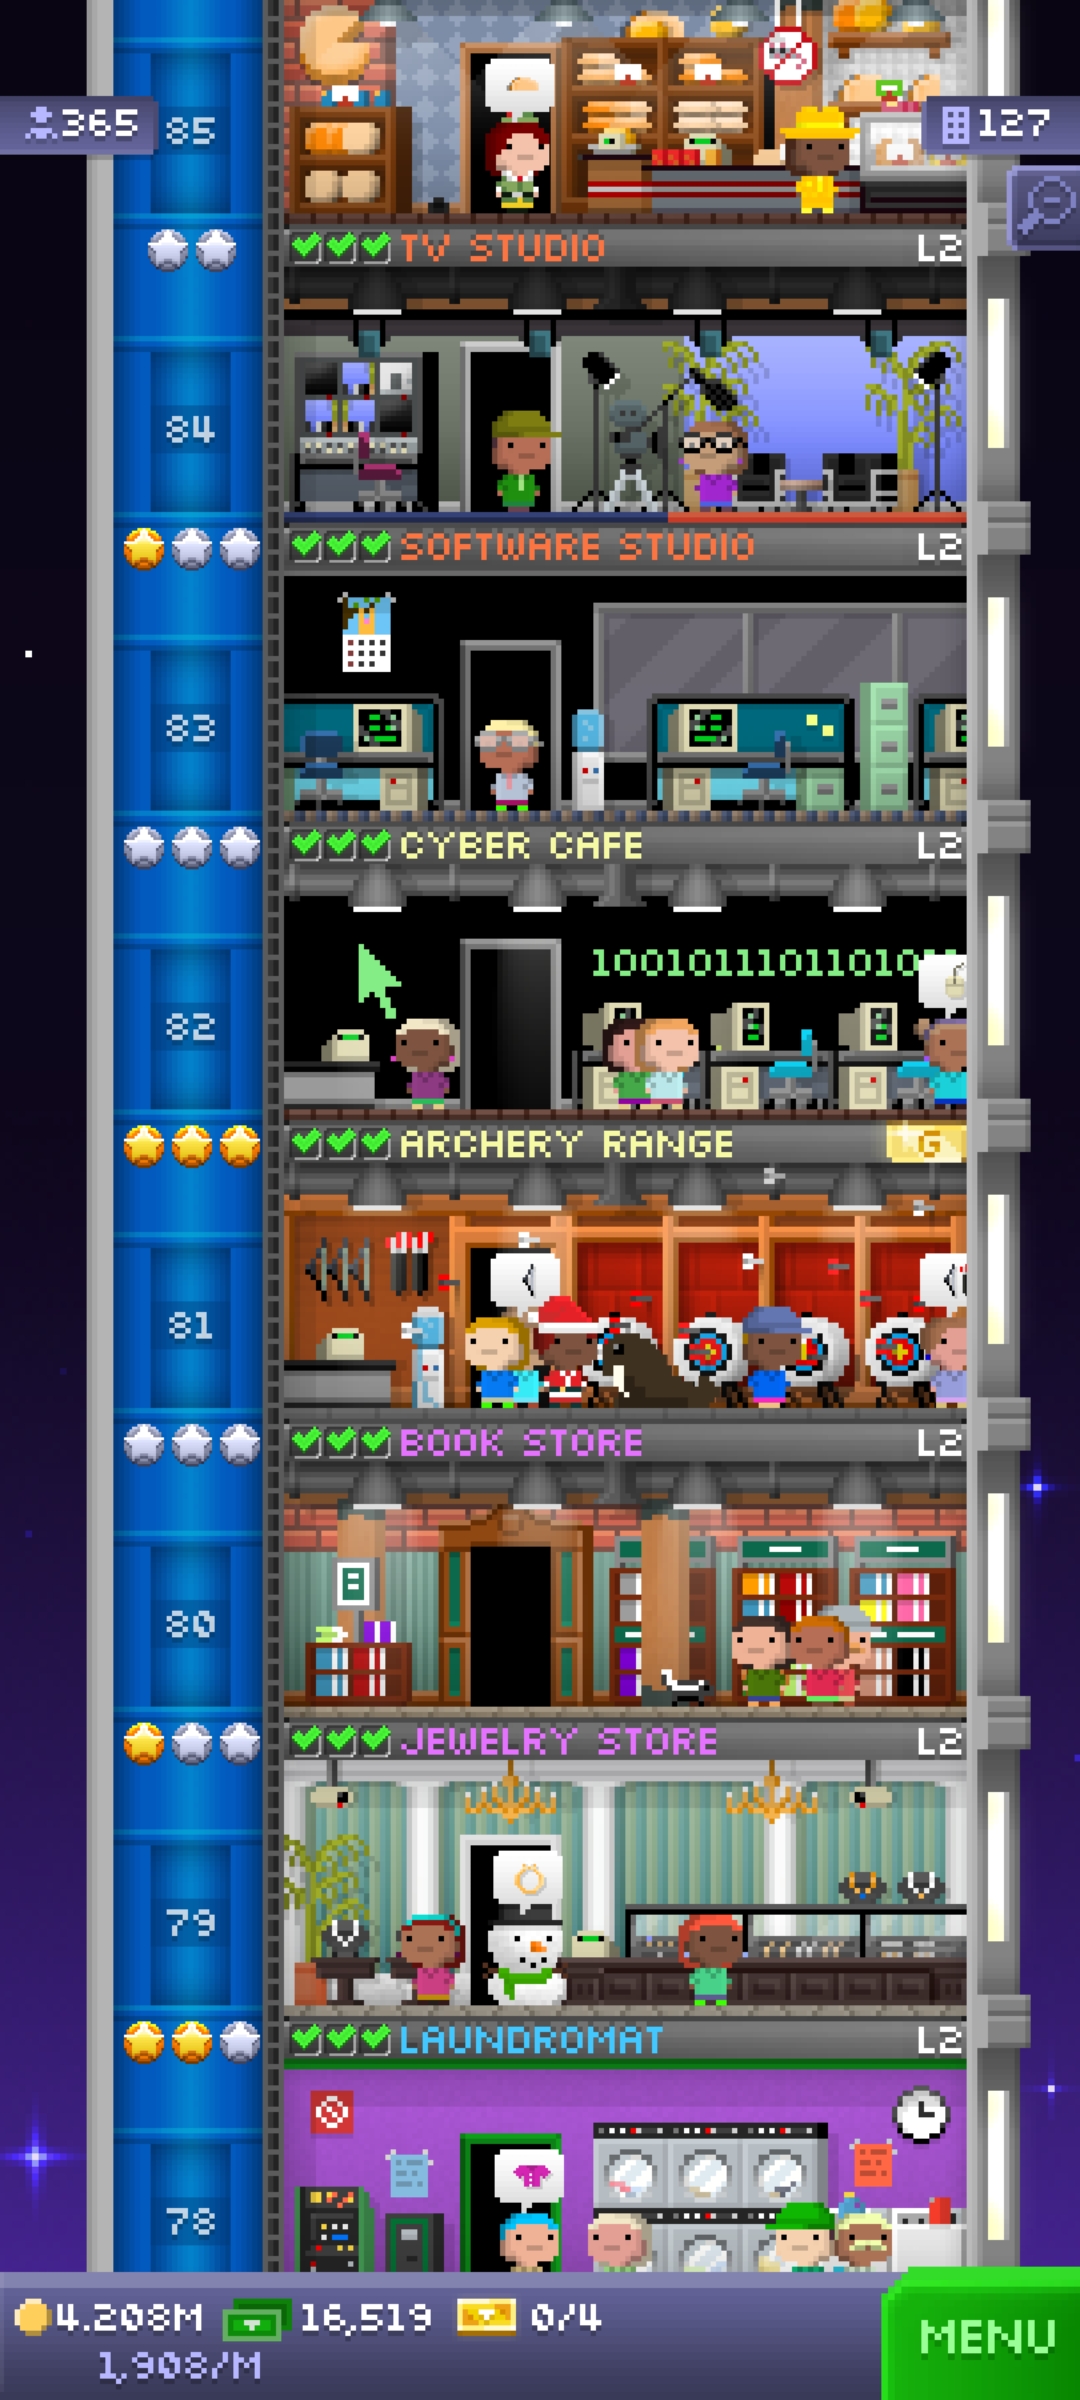 365
85
127
TV STUDIO L2
84
SOFTWARE STUDIO L2
83
CYBER CAFE L2
82
ARCHERY RANGE G
81
BOOK STORE L2
80
JEWELRY STORE L2
79
LAUNDROMAT L2
78
4.208M 16,519 0/4
1,908/M
MENU